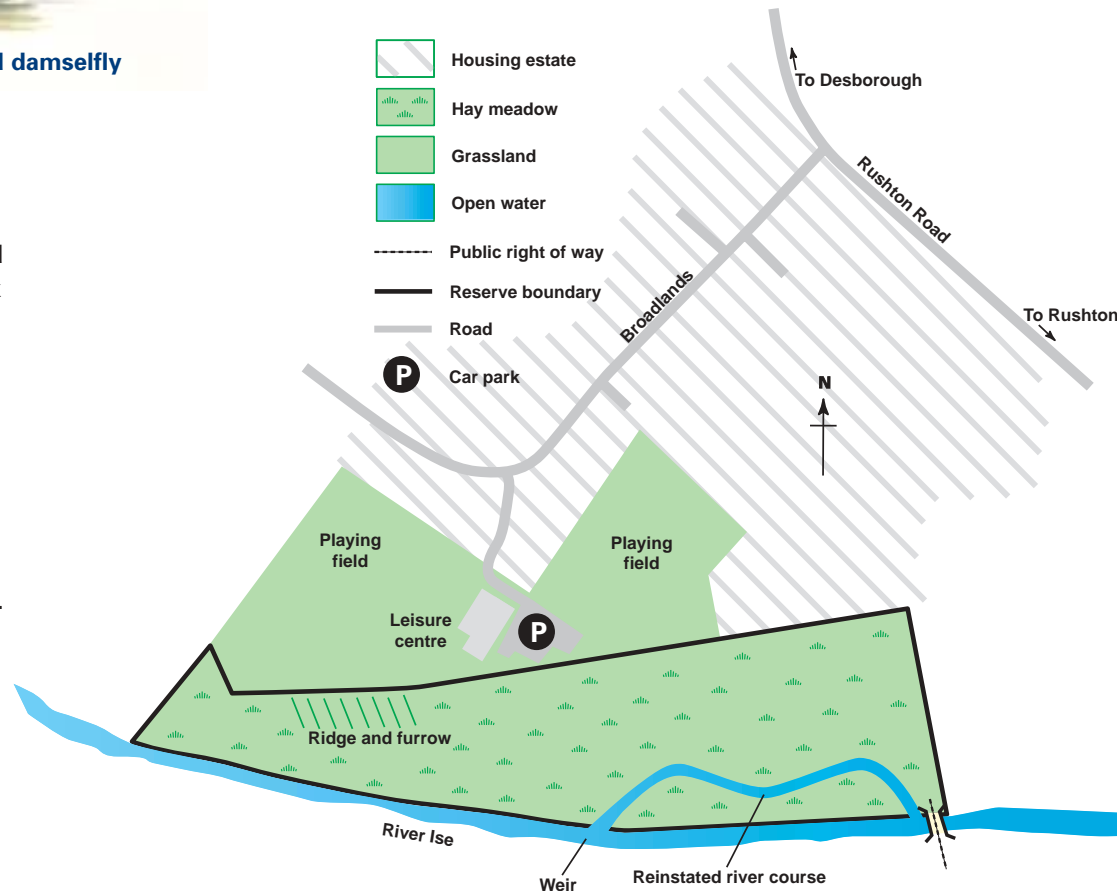 damselfly
Housing estate
Hay meadow
Grassland
Open water
Public right of way
Reserve boundary
Road
P
Car park
To Desborough
Rushton Road
To Rushton
Broadlands
N
Playing
field
Playing
field
Leisure
centre
P
Ridge and furrow
River Ise
Weir
Reinstated river course